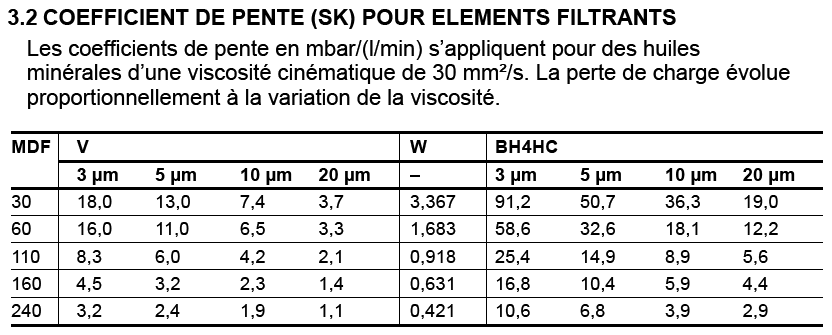 3.2 COEFFICIENT DE PENTE (SK) POUR ELEMENTS FILTRANTS
Les coefficients de pente en mbar/(l/min) s’appliquent pour des huiles
minérales d’une viscosité cinématique de 30 mm²/s. La perte de charge évolue
proportionnellement à la variation de la viscosité.
MDF V W BH4HC
3 µm 5 µm 10 µm 20 µm – 3 µm 5 µm 10 µm 20 µm
30 18,0 13,0 7,4 3,7 3,367 91,2 50,7 36,3 19,0
60 16,0 11,0 6,5 3,3 1,683 58,6 32,6 18,1 12,2
110 8,3 6,0 4,2 2,1 0,918 25,4 14,9 8,9 5,6
160 4,5 3,2 2,3 1,4 0,631 16,8 10,4 5,9 4,4
240 3,2 2,4 1,9 1,1 0,421 10,6 6,8 3,9 2,9